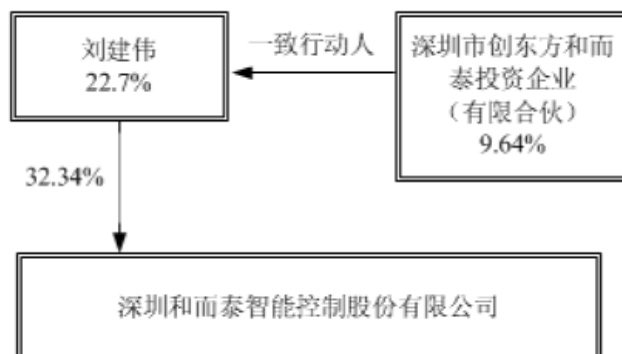 刘建伟
22.7%
一致行动人
深圳市创东方和而
泰投资企业
（有限合伙）
9.64%
32.34%
深圳和而泰智能控制股份有限公司